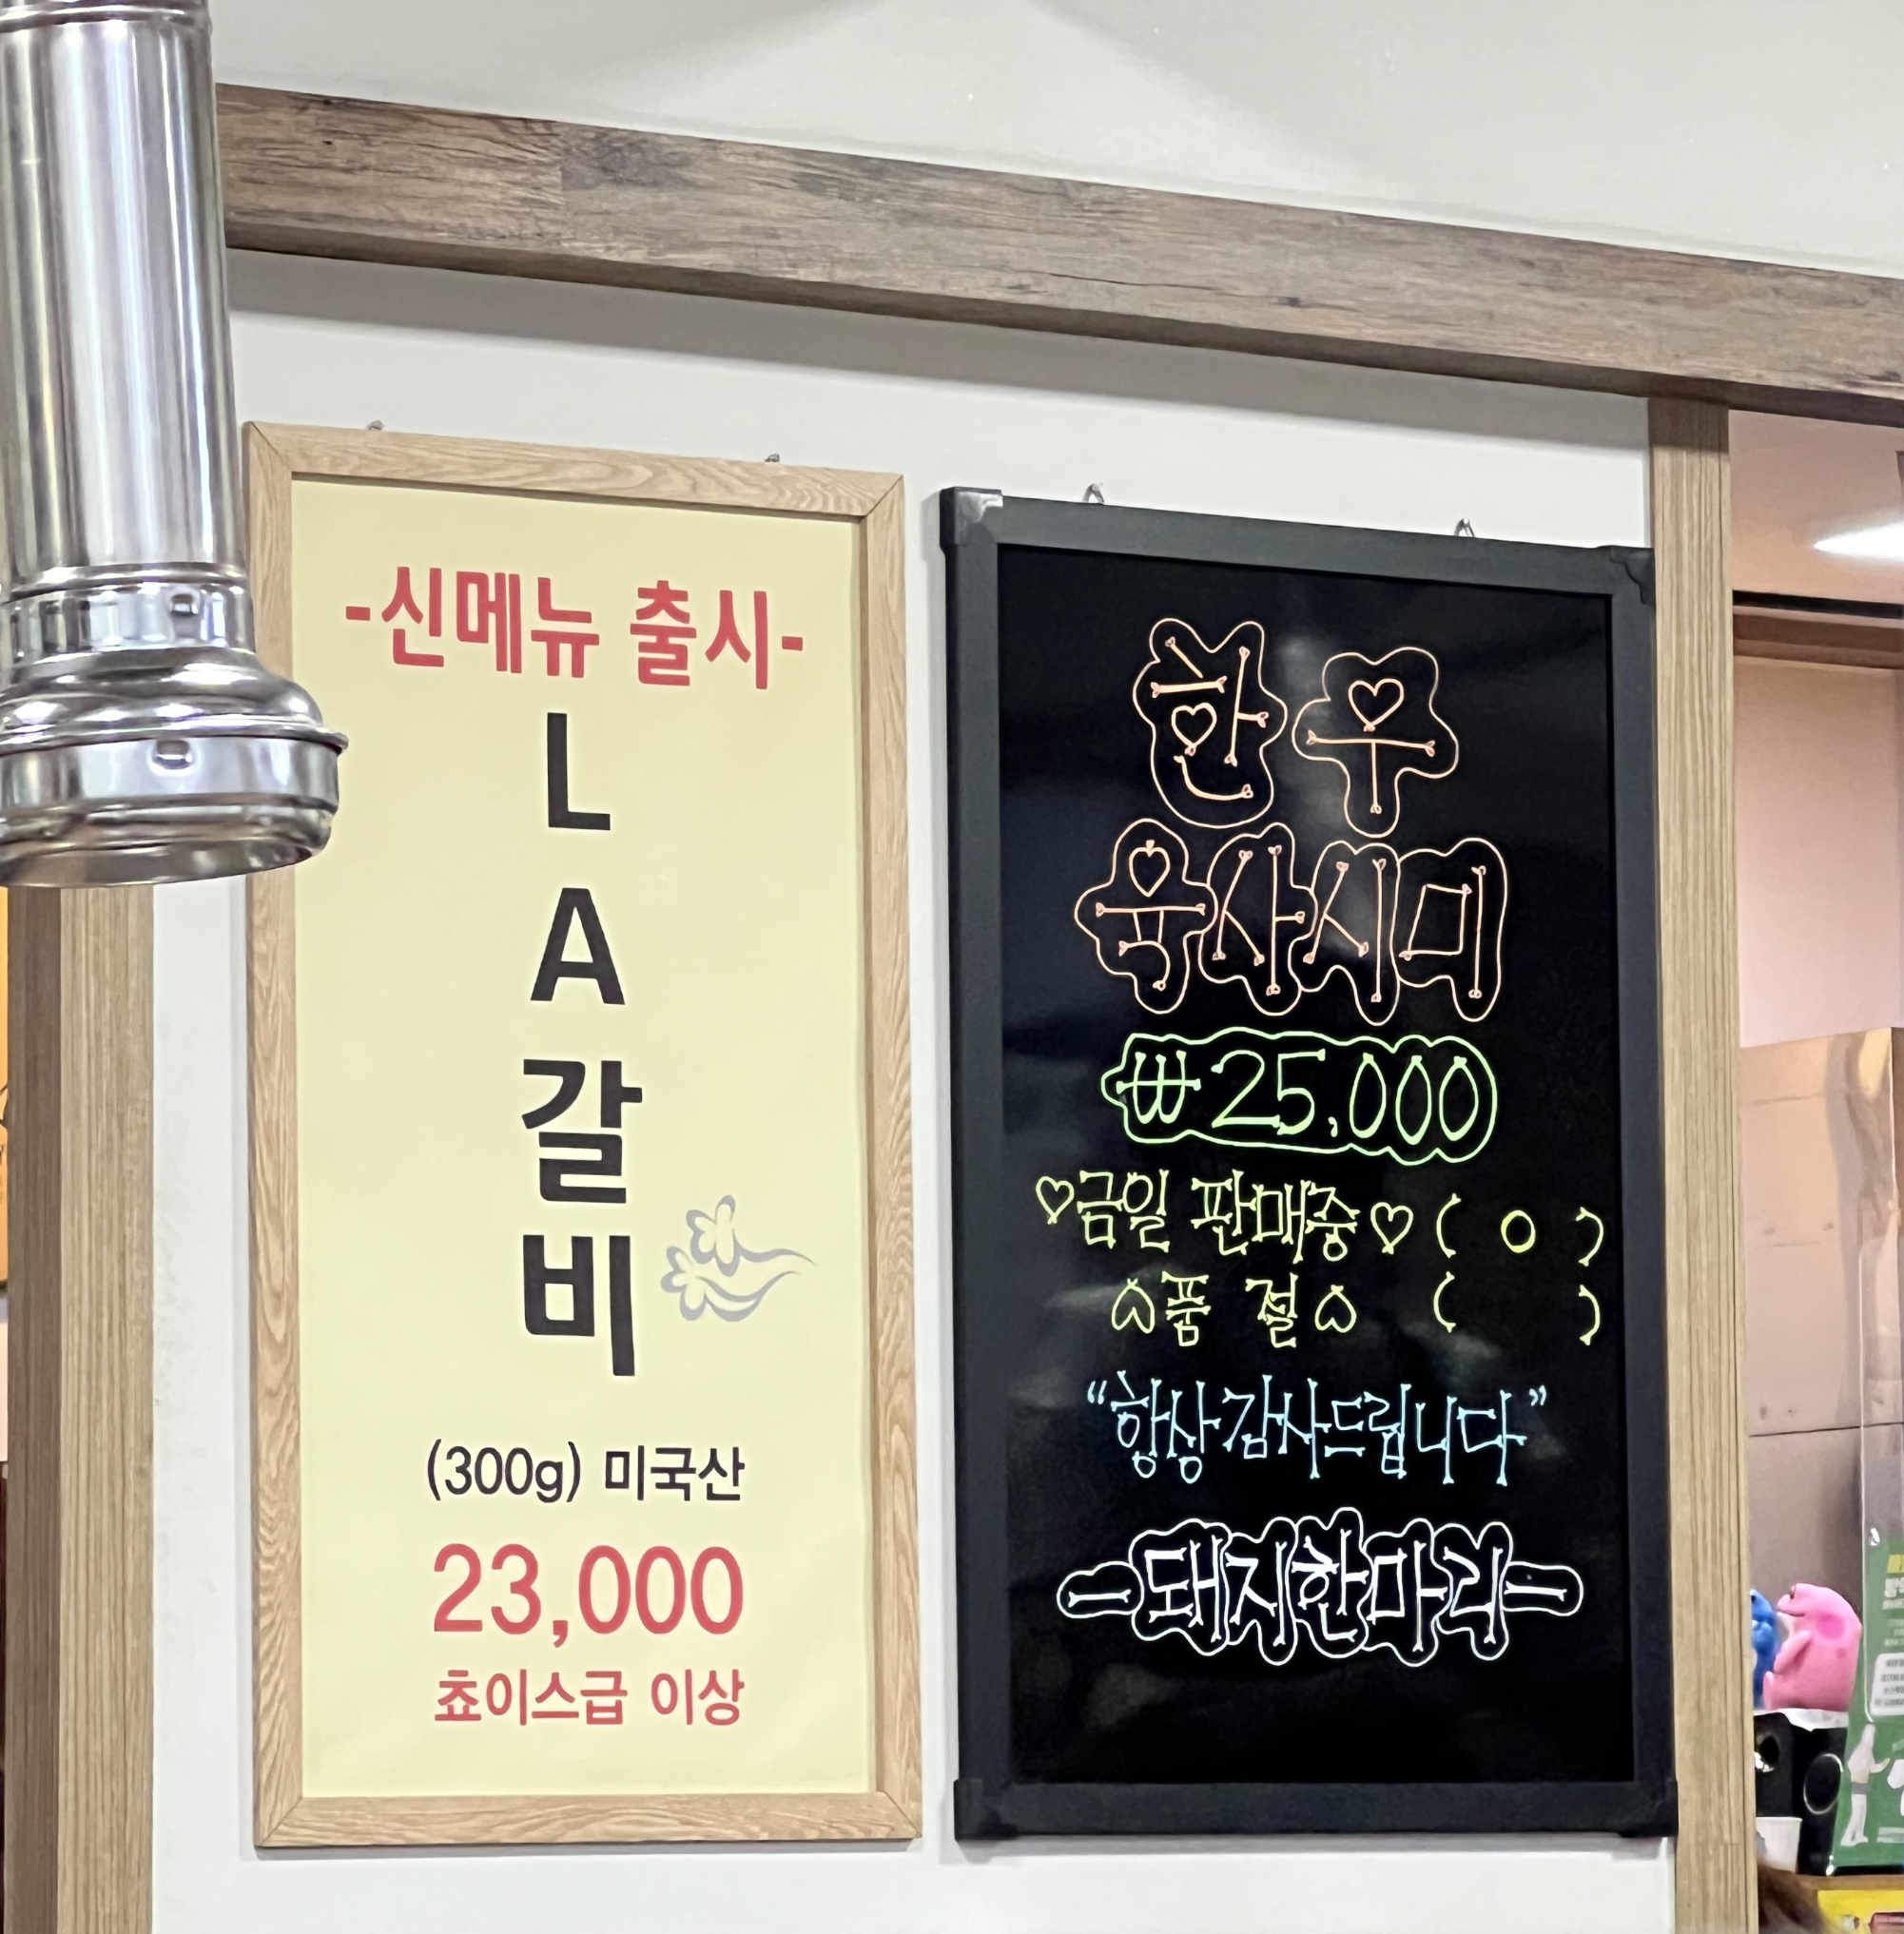 -신메뉴 출시-
L
A
갈
비
(300g) 미국산
23,000
쵸이스급 이상
한우
육사시미
₩25,000
♡금일 판매중♡ ( O )
♡품 절♡ ( )
"항상감사드립니다"
-돼지한마리-